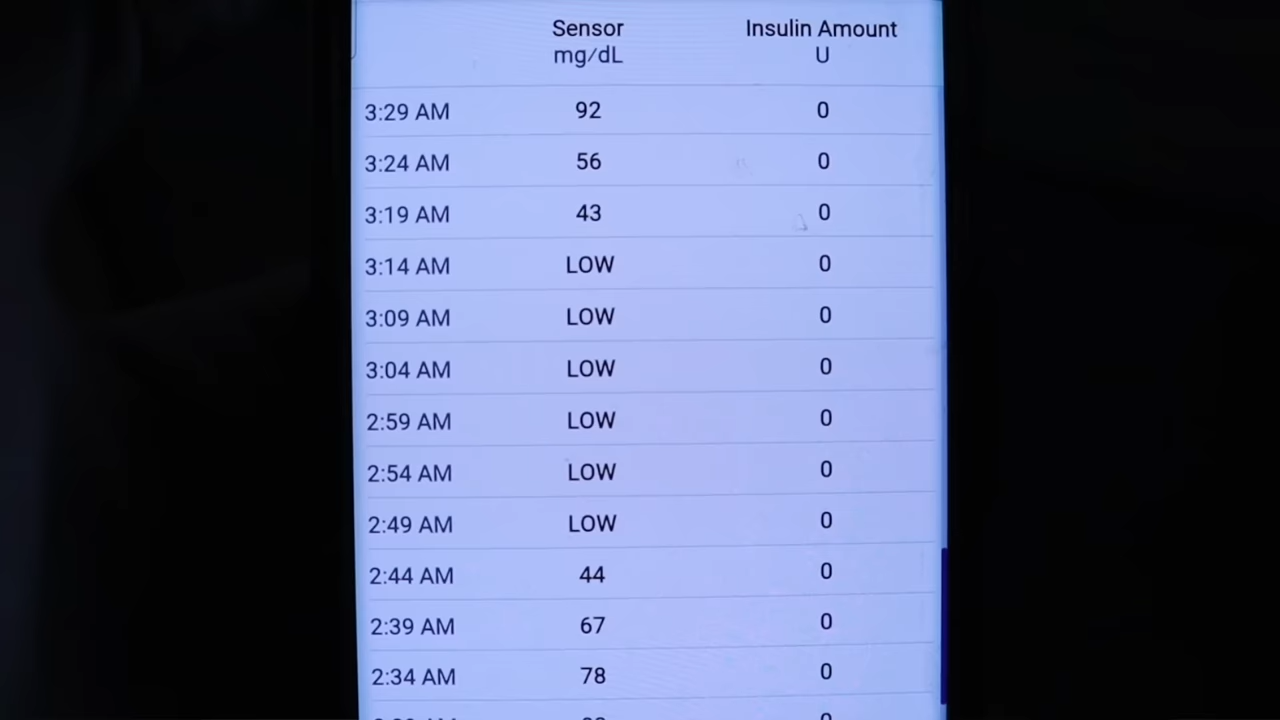 Sensor Insulin Amount
mg/dL U
3:29 AM 92 0
3:24 AM 56 0
3:19 AM 43 0
3:14 AM LOW 0
3:09 AM LOW 0
3:04 AM LOW 0
2:59 AM LOW 0
2:54 AM LOW 0
2:49 AM LOW 0
2:44 AM 44 0
2:39 AM 67 0
2:34 AM 78 0